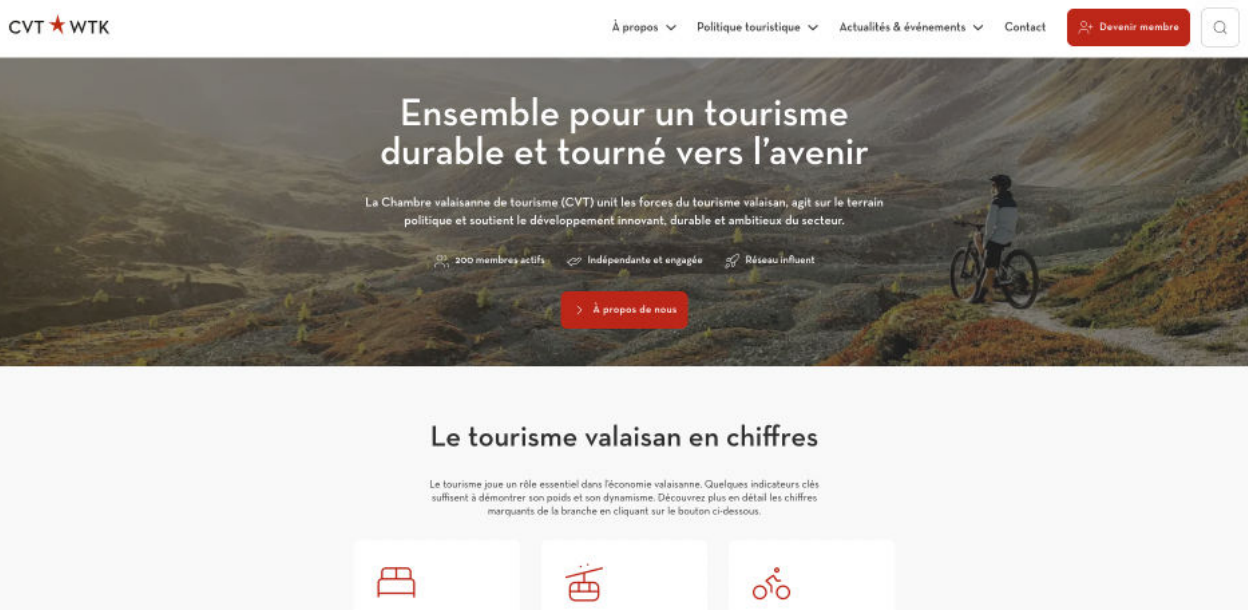 CVT WTK
À propos
Politique touristique
Actualités & événements
Contact
Devenir membre
Ensemble pour un tourisme
durable et tourné vers l'avenir
La Chambre valaisanne de tourisme (CVT) unit les forces du tourisme valaisan, agit sur le terrain
politique et soutient le développement innovant, durable et ambitieux du secteur.
200 membres actifs
Indépendante et engagée
Réseau influent
À propos de nous
Le tourisme valaisan en chiffres
Le tourisme joue un rôle essentiel dans l'économie valaisanne. Quelques indicateurs clés
suffisent à démontrer son poids et son dynamisme. Découvrez plus en détail les chiffres
marquants de la branche en cliquant sur le bouton ci-dessous.